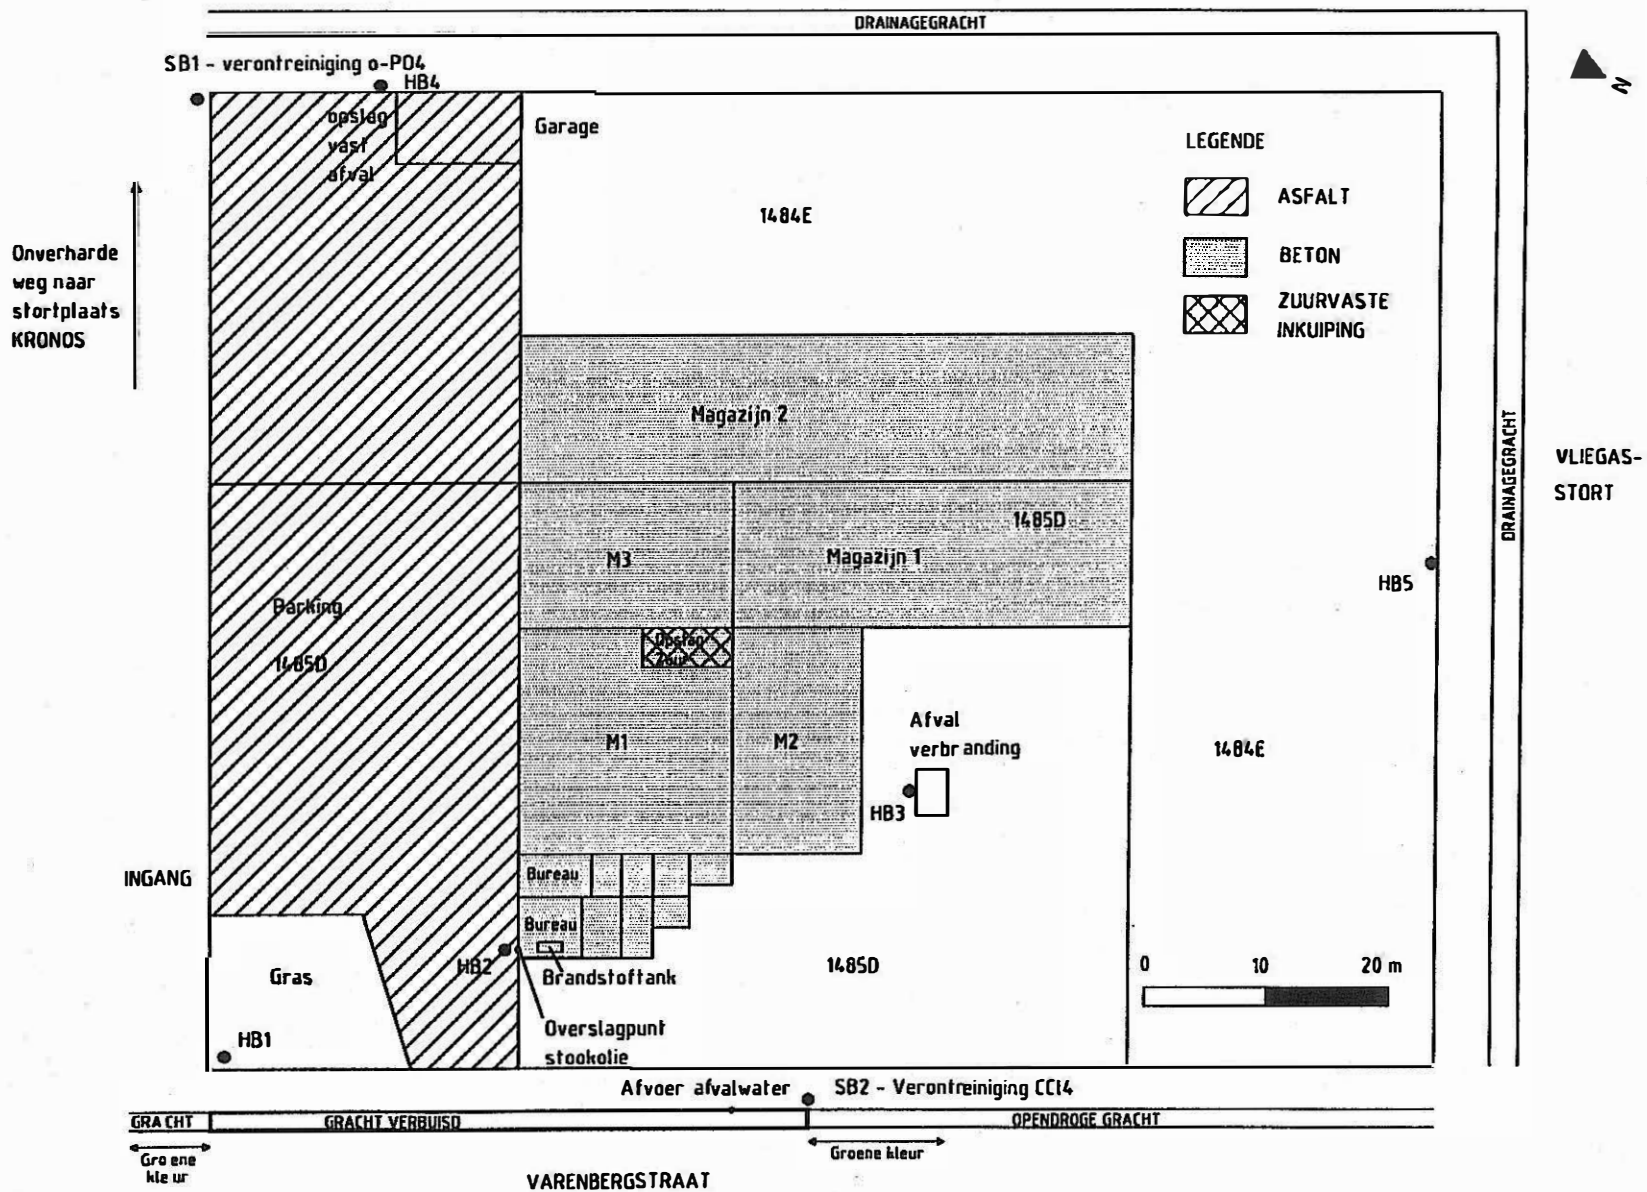 DRAINAGEGRACHT
SB1 - verontreiniging o-PO4
HB4
N
opslag
vast
afval
Garage
LEGENDE
ASFALT
1484E
BETON
Onverharde
weg naar
stortplaats
KRONOS
ZUURVASTE
INKUIPING
Magazijn 2
DRAINAGEGRACHT
VLIEGAS-
STORT
1485D
M3
Magazijn 1
HB5
Parking
1485D
Opslag
Zuur
M1
M2
Afval
verbranding
1484E
HB3
INGANG
Bureau
Bureau
HB2
Gras
Brandstoftank
1485D
0 10 20 m
HB1
Overslagpunt
stookolie
Afvoer afvalwater
SB2 - Verontreiniging CCl4
GRACHT
GRACHT VERBUISD
OPENDROGE GRACHT
Groene
kleur
Groene kleur
VARENBERGSTRAAT